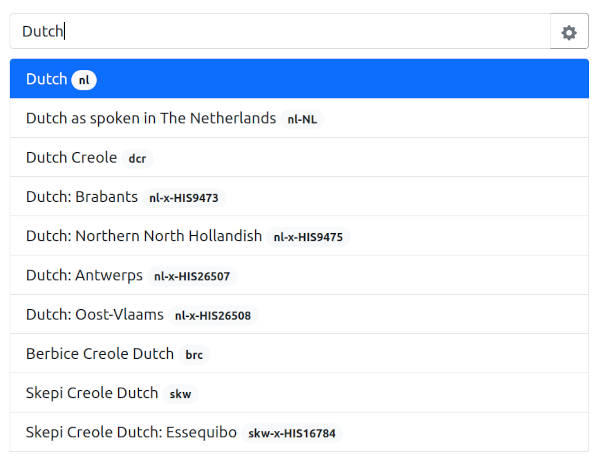 Dutch
Dutch nl
Dutch as spoken in The Netherlands nl-NL
Dutch Creole dcr
Dutch: Brabants nl-x-HIS9473
Dutch: Northern North Hollandish nl-x-HIS9475
Dutch: Antwerps nl-x-HIS26507
Dutch: Oost-Vlaams nl-x-HIS26508
Berbice Creole Dutch brc
Skepi Creole Dutch skw
Skepi Creole Dutch: Essequibo skw-x-HIS16784